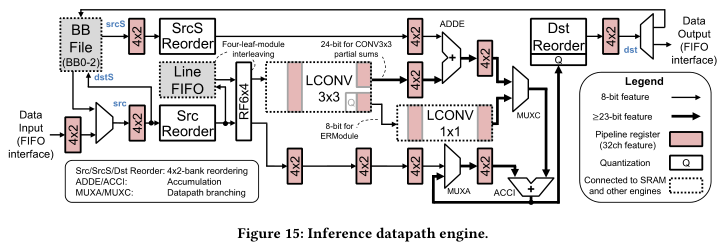 srcS
4x2
SrcS
Reorder
4x2
ADDE
+
4x2
BB
File
(BB0-2)
dstS
Four-leaf-module
interleaving
24-bit for CONV3x3
partial sums
Line
FIFO
RF6x4
LCONV
3x3
Q
4x2
MUXC
Dst
Reorder
Q
4x2
dst
Data
Output
(FIFO
interface)
Data
Input
(FIFO
interface)
4x2
src
4x2
Src
Reorder
8-bit for
ERModule
LCONV
1x1
4x2
4x2
4x2
MUXA
4x2
ACCI
+
Src/SrcS/Dst Reorder: 4x2-bank reordering
ADDE/ACCI: Accumulation
MUXA/MUXC: Datapath branching
Legend
8-bit feature
≥23-bit feature
4x2
Pipeline register
(32ch feature)
Q
Quantization
Connected to SRAM
and other engines
Figure 15: Inference datapath engine.